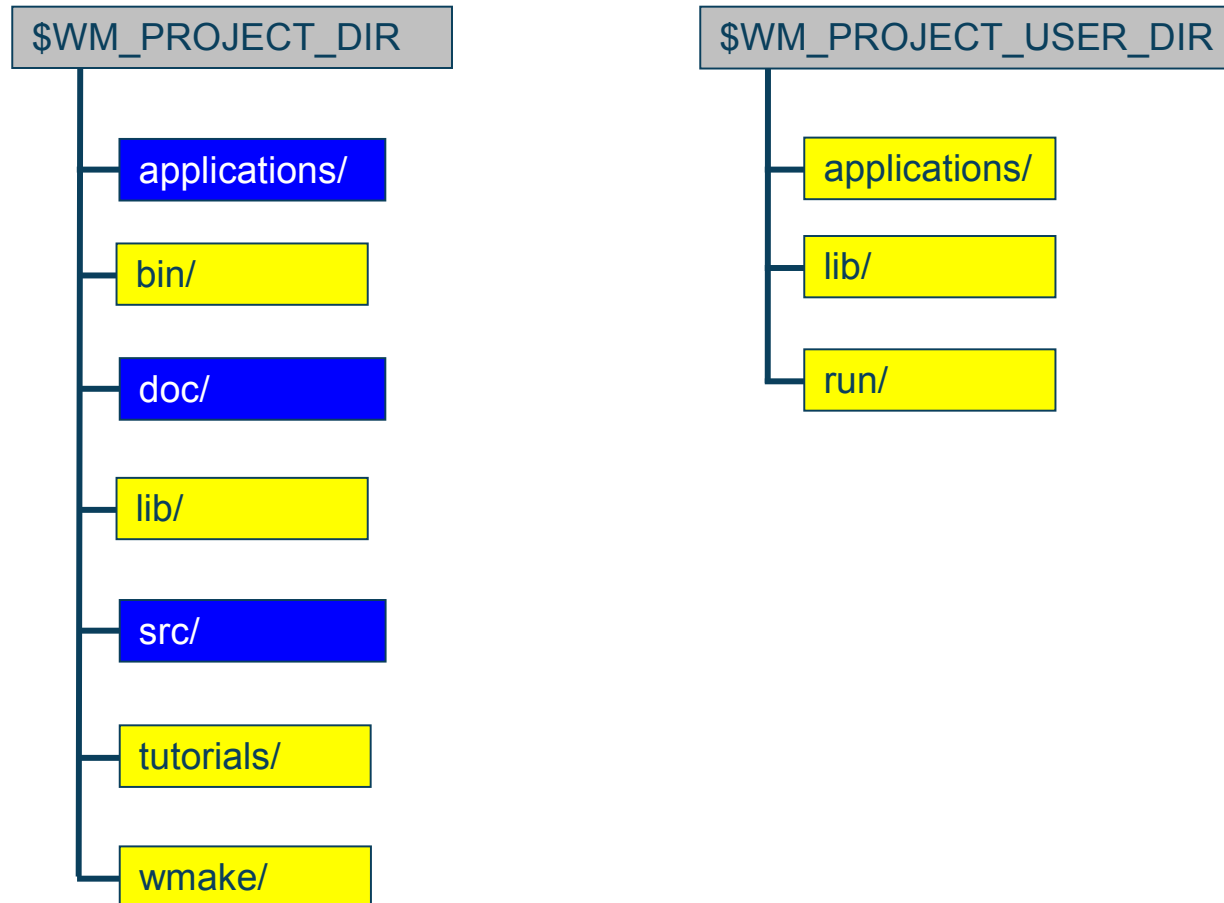 $WM_PROJECT_DIR
applications/
bin/
doc/
lib/
src/
tutorials/
wmake/
$WM_PROJECT_USER_DIR
applications/
lib/
run/